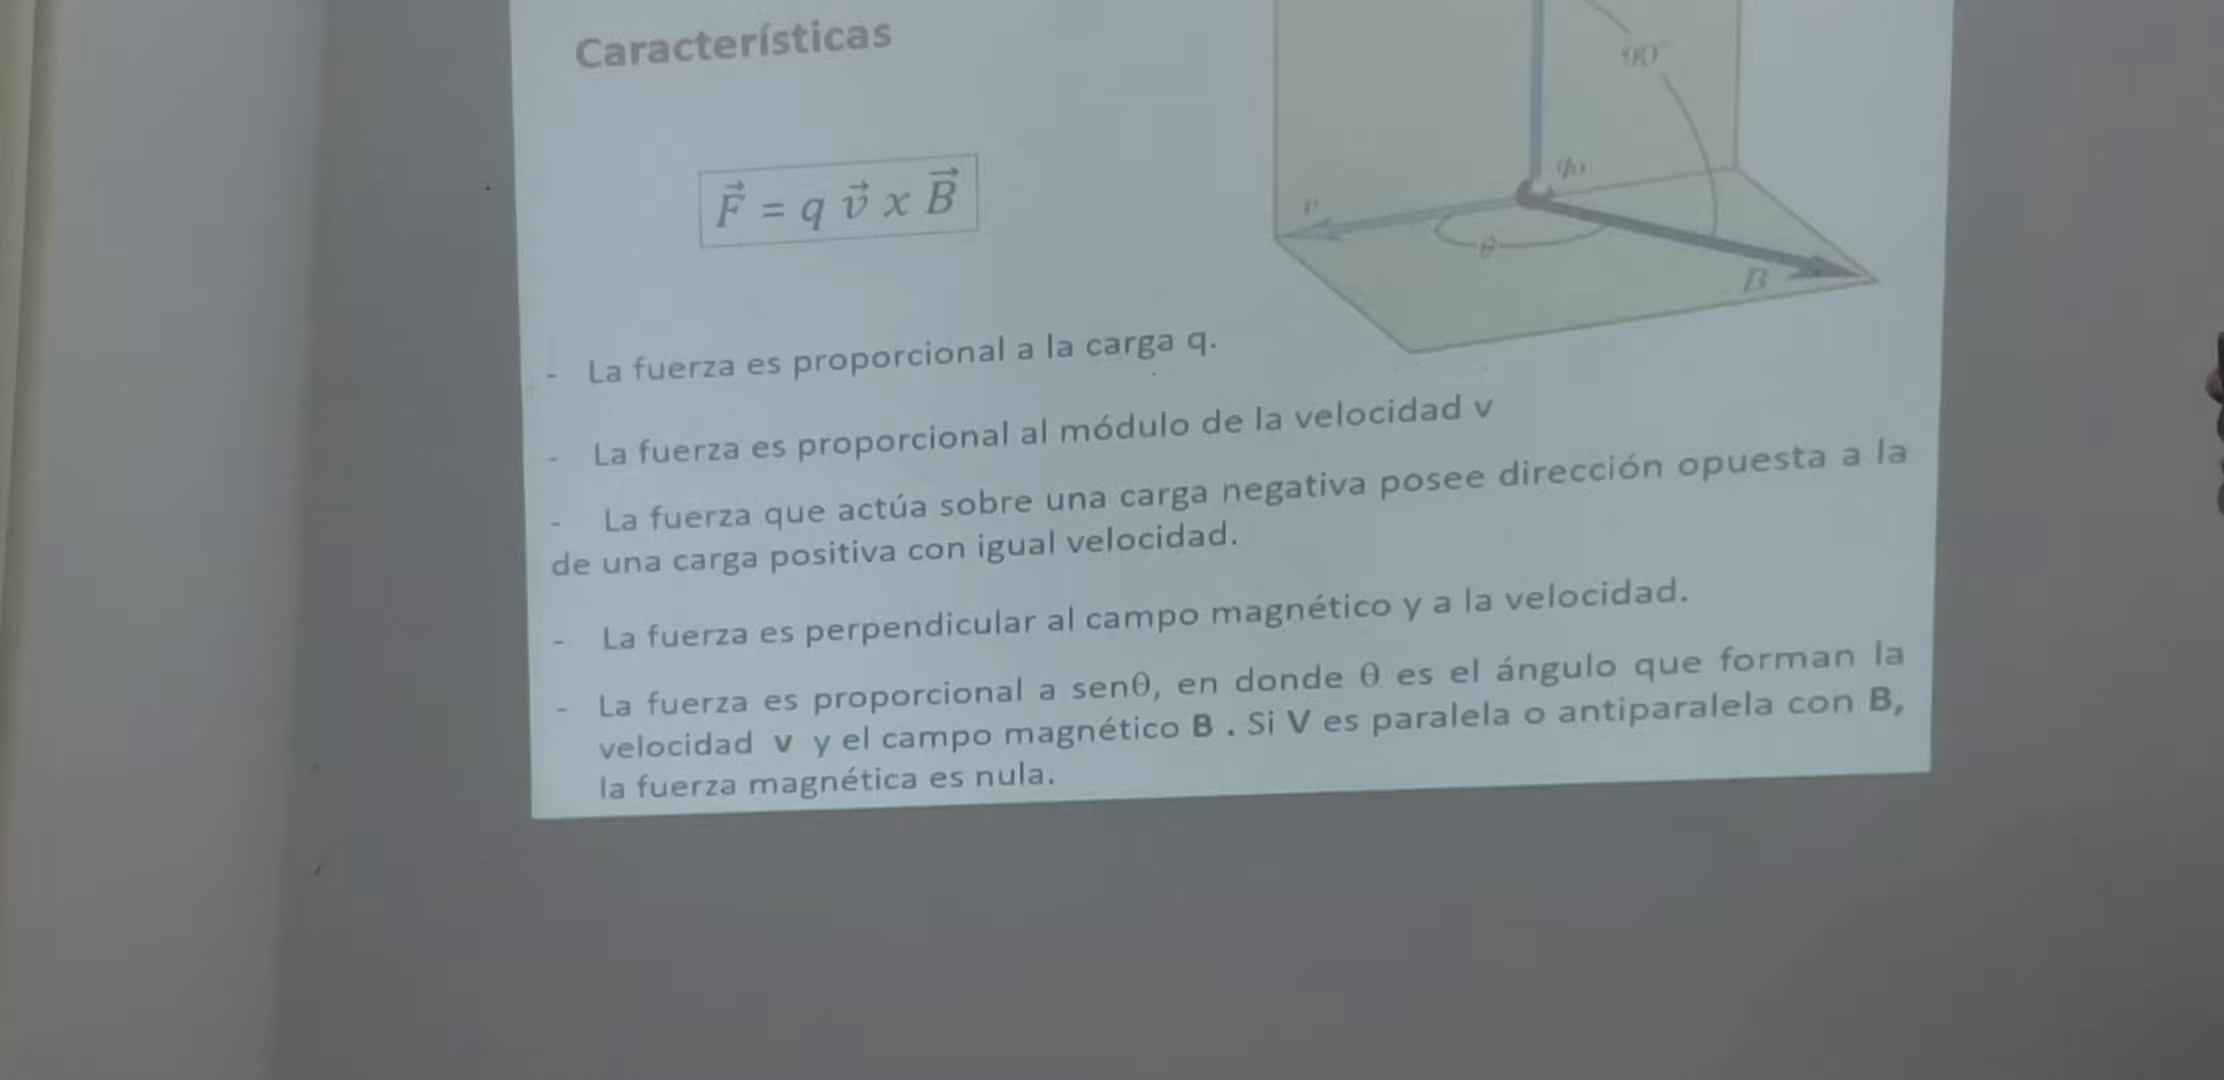 Características
90°
F⃗ = q v⃗ x B⃗
q₀
v
θ
B
- La fuerza es proporcional a la carga q.
- La fuerza es proporcional al módulo de la velocidad v
- La fuerza que actúa sobre una carga negativa posee dirección opuesta a la
de una carga positiva con igual velocidad.
- La fuerza es perpendicular al campo magnético y a la velocidad.
- La fuerza es proporcional a senθ, en donde θ es el ángulo que forman la
velocidad v y el campo magnético B . Si V es paralela o antiparalela con B,
la fuerza magnética es nula.